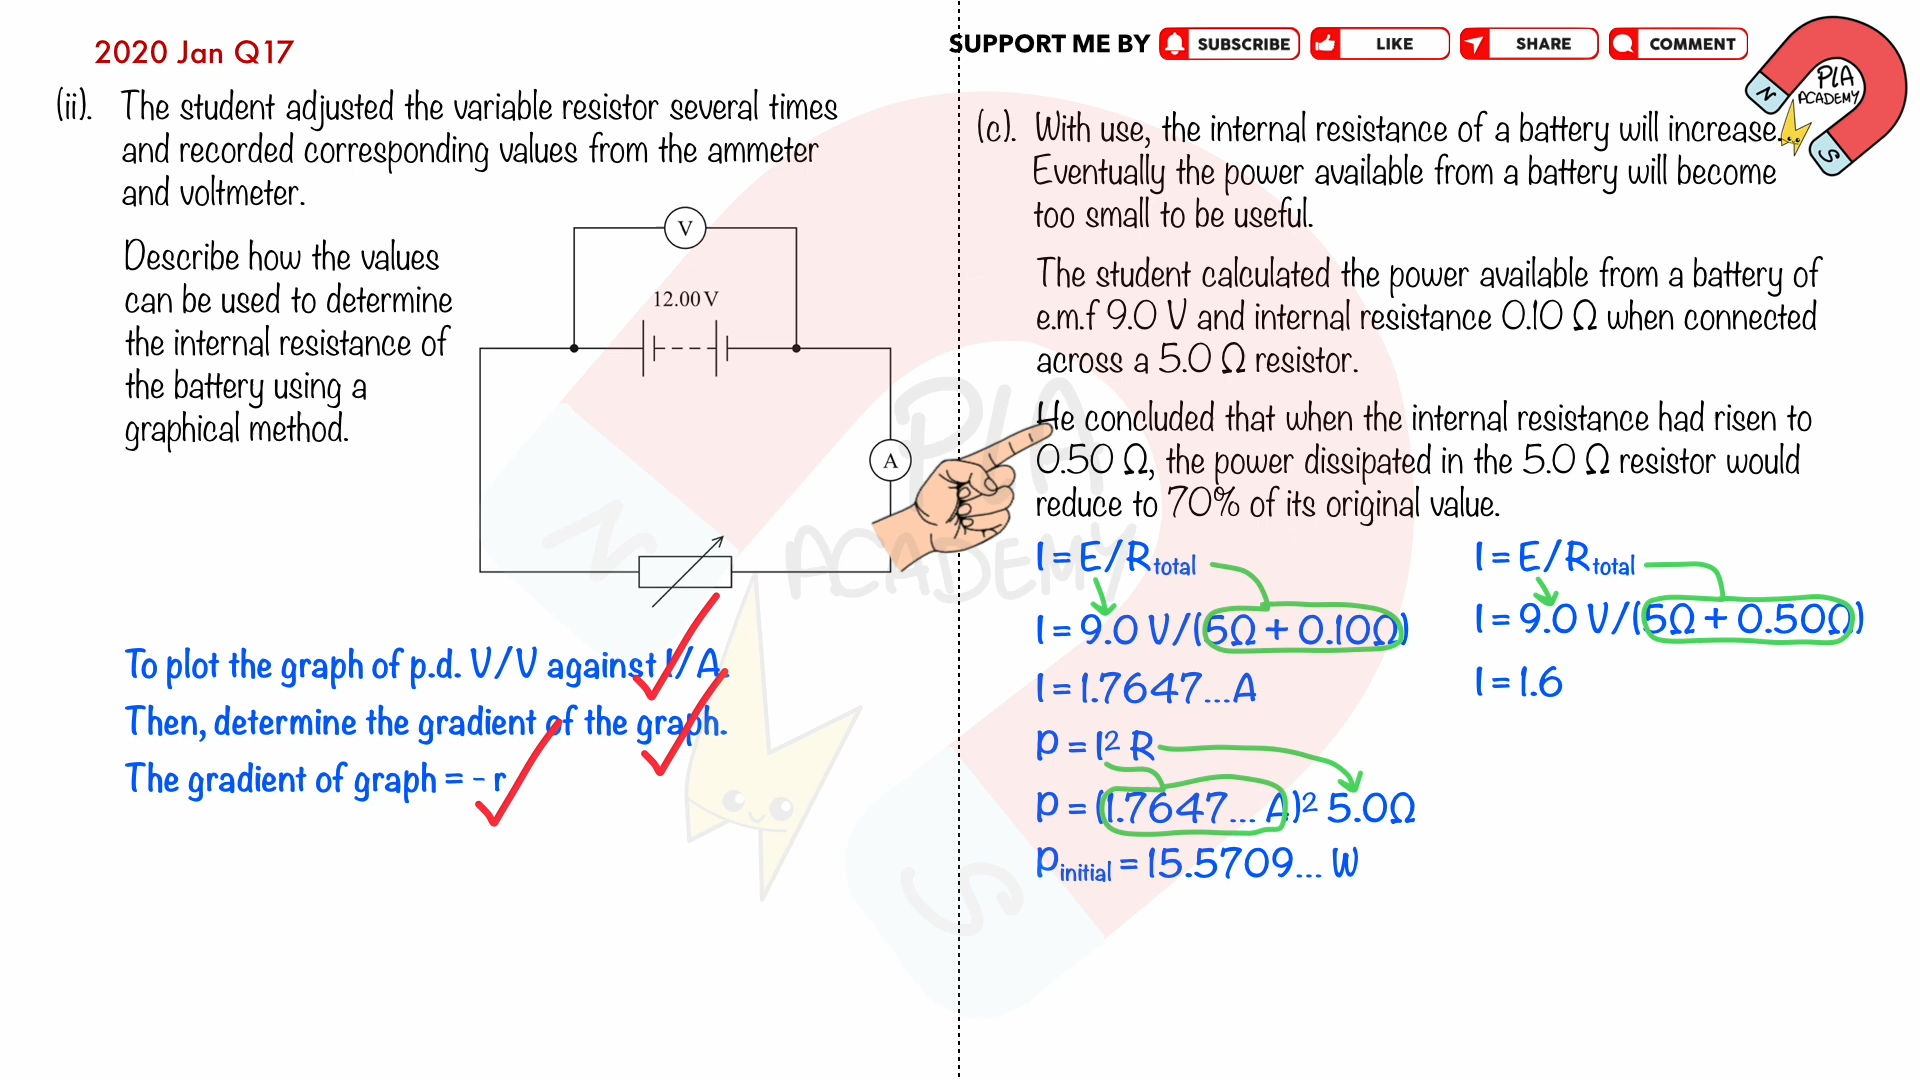 2020 Jan Q17
SUPPORT ME BY SUBSCRIBE LIKE SHARE COMMENT
PLA
ACADEMY
N
S
(ii). The student adjusted the variable resistor several times
and recorded corresponding values from the ammeter
and voltmeter.
Describe how the values
can be used to determine
the internal resistance of
the battery using a
graphical method.
V
12.00 V
A
To plot the graph of p.d. V/V against I/A.
Then, determine the gradient of the graph.
The gradient of graph = - r
(c). With use, the internal resistance of a battery will increase.
Eventually the power available from a battery will become
too small to be useful.
The student calculated the power available from a battery of
e.m.f 9.0 V and internal resistance 0.10 Ω when connected
across a 5.0 Ω resistor.
He concluded that when the internal resistance had risen to
0.50 Ω, the power dissipated in the 5.0 Ω resistor would
reduce to 70% of its original value.
I = E/Rtotal
I = 9.0 V/(5Ω + 0.10Ω)
I = 1.7647...A
P = I² R
P = (1.7647... A)² 5.0Ω
Pinitial = 15.5709... W
I = E/Rtotal
I = 9.0 V/(5Ω + 0.50Ω)
I = 1.6
PLA
ACADEMY
N
S